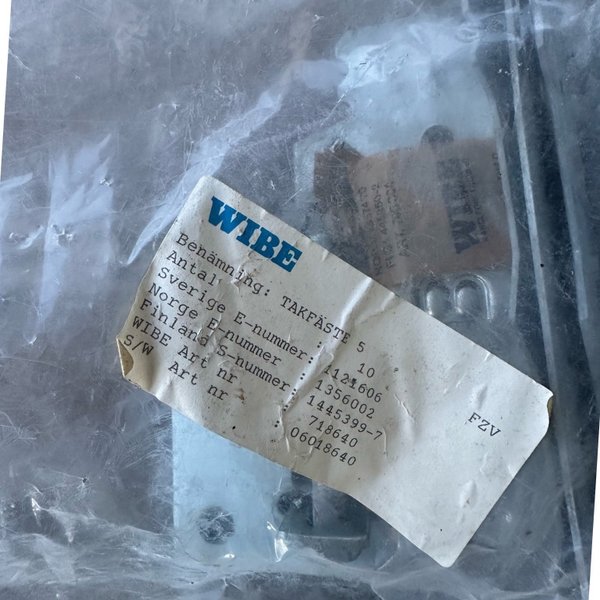 WIBE
Benämning: TAKFÄSTE 5 FZV
Antal : 10
Sverige E-nummer: 1121606
Norge E-nummer : 1356002
Finland S-nummer : 1445399-7
WIBE Art nr : 718640
S/W Art nr : 06018640
WIBE